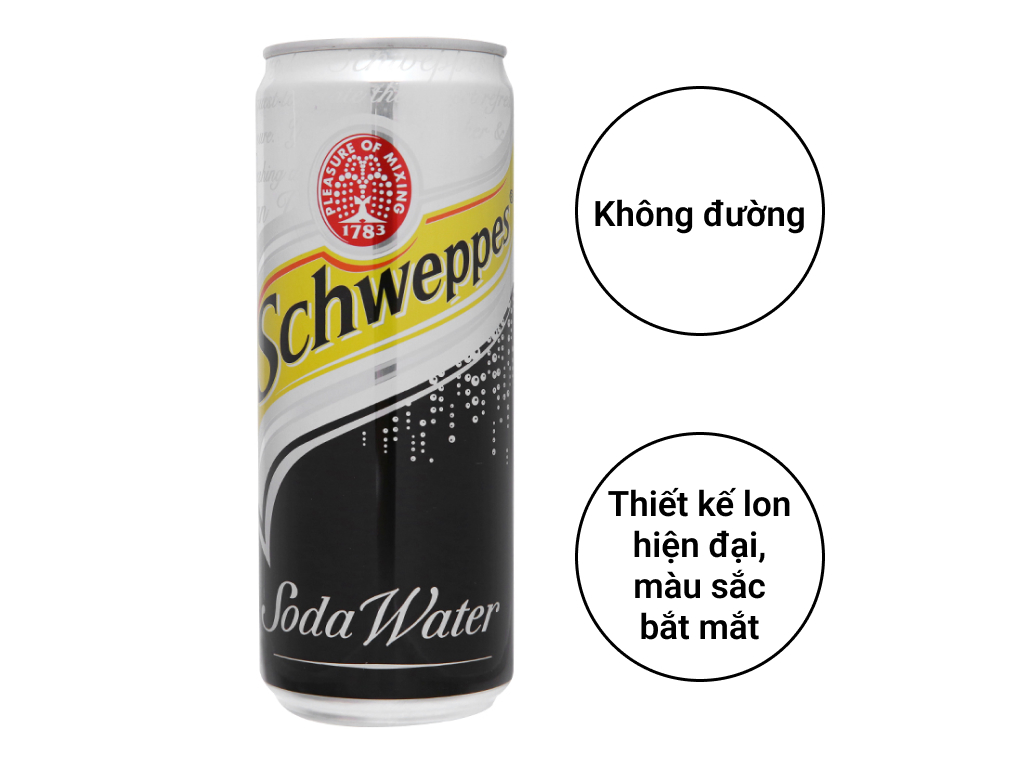 PLEASURE OF MIXING
1783
Schweppes
Soda Water
Không đường
Thiết kế lon
hiện đại,
màu sắc
bắt mắt